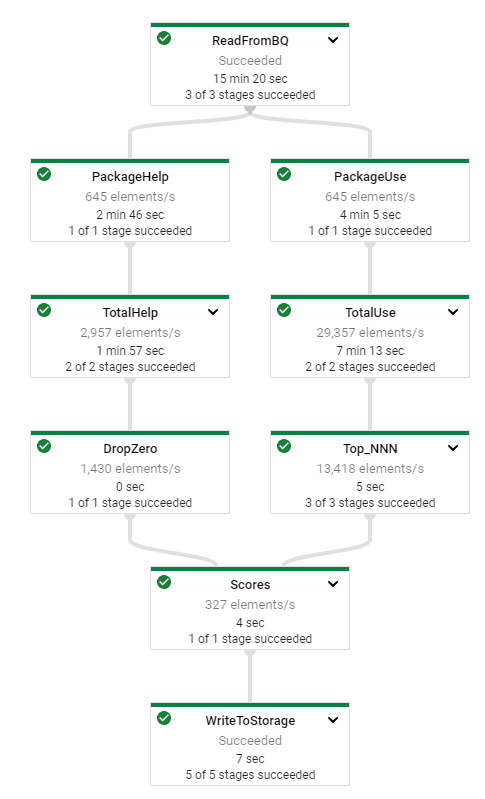 ReadFromBQ
Succeeded
15 min 20 sec
3 of 3 stages succeeded
PackageHelp
645 elements/s
2 min 46 sec
1 of 1 stage succeeded
PackageUse
645 elements/s
4 min 5 sec
1 of 1 stage succeeded
TotalHelp
2,957 elements/s
1 min 57 sec
2 of 2 stages succeeded
TotalUse
29,357 elements/s
7 min 13 sec
2 of 2 stages succeeded
DropZero
1,430 elements/s
0 sec
1 of 1 stage succeeded
Top_NNN
13,418 elements/s
5 sec
3 of 3 stages succeeded
Scores
327 elements/s
4 sec
1 of 1 stage succeeded
WriteToStorage
Succeeded
7 sec
5 of 5 stages succeeded